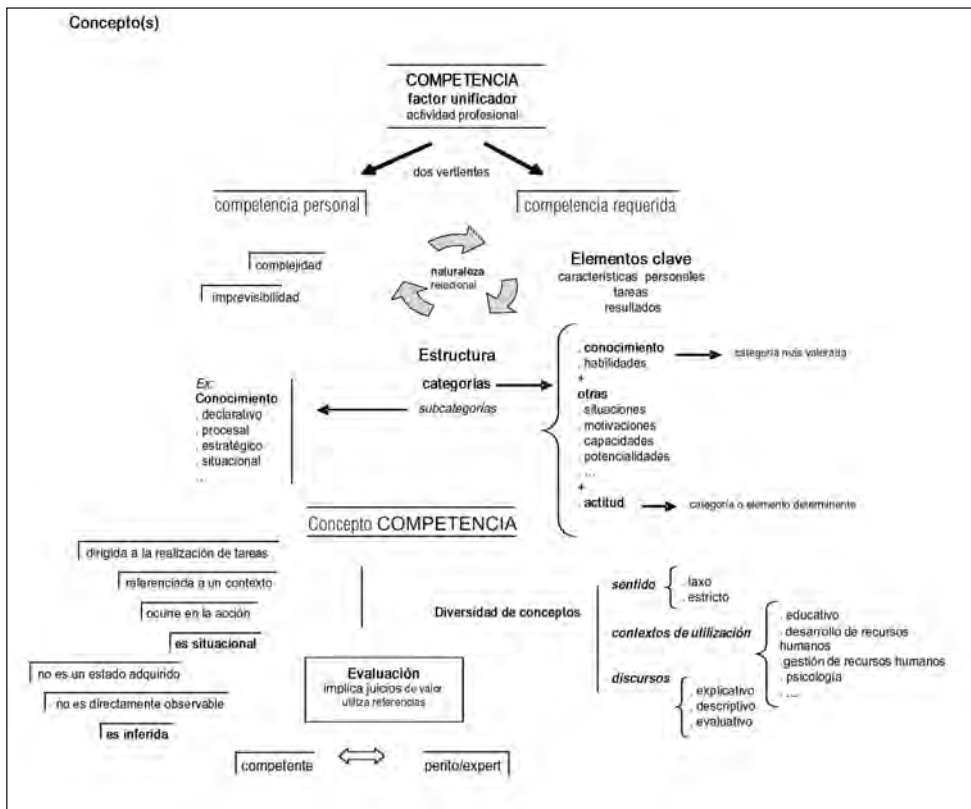 Concepto(s)
COMPETENCIA
factor unificador
actividad profesional
dos vertientes
competencia personal
competencia requerida
complejidad
imprevisibilidad
naturaleza
relacional
Elementos clave
características personales
tareas
resultados
Estructura
categorías
subcategorías
. conocimiento
. habilidades
+
otras
. situaciones
. motivaciones
. capacidades
. potencialidades
. ...
+
. actitud
categoría más valorada
categoría o elemento determinante
Ex:
Conocimiento
. declarativo
. procesal
. estratégico
. situacional
...
Concepto COMPETENCIA
dirigida a la realización de tareas
referenciada a un contexto
ocurre en la acción
es situacional
no es un estado adquirido
no es directamente observable
es inferida
Evaluación
implica juicios de valor
utiliza referencias
competente
perito/expert
Diversidad de conceptos
sentido
. laxo
. estricto
contextos de utilización
. educativo
. desarrollo de recursos
humanos
. gestión de recursos humanos
. psicología
. ...
discursos
. explicativo
. descriptivo
. evaluativo